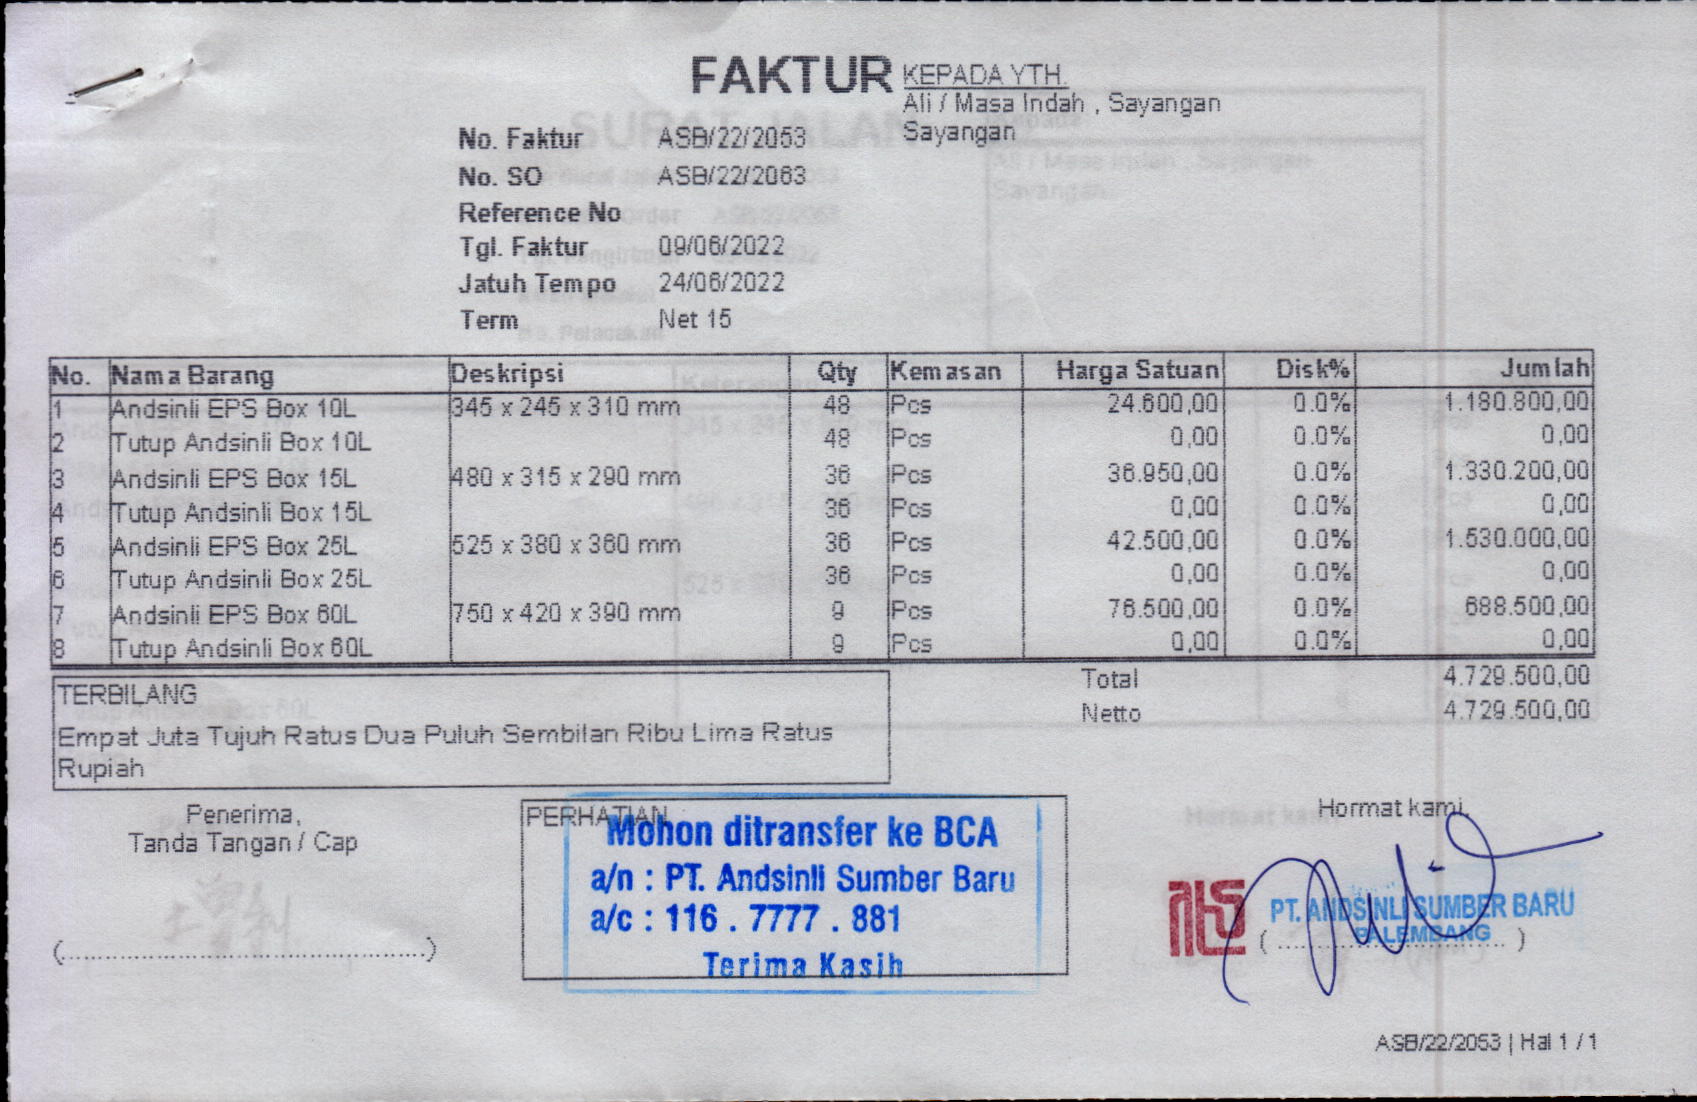 FAKTUR
KEPADA YTH.
Ali / Masa Indah , Sayangan
Sayangan
No. Faktur ASB/22/2053
No. SO ASB/22/2063
Reference No
Tgl. Faktur 09/06/2022
Jatuh Tempo 24/06/2022
Term Net 15
No. Nama Barang Deskripsi Qty Kemasan Harga Satuan Disk% Jumlah
1 Andsinli EPS Box 10L 345 x 245 x 310 mm 48 Pcs 24.600,00 0.0% 1.180.800,00
2 Tutup Andsinli Box 10L 48 Pcs 0,00 0.0% 0,00
3 Andsinli EPS Box 15L 480 x 315 x 290 mm 36 Pcs 36.950,00 0.0% 1.330.200,00
4 Tutup Andsinli Box 15L 36 Pcs 0,00 0.0% 0,00
5 Andsinli EPS Box 25L 525 x 380 x 360 mm 36 Pcs 42.500,00 0.0% 1.530.000,00
6 Tutup Andsinli Box 25L 36 Pcs 0,00 0.0% 0,00
7 Andsinli EPS Box 60L 750 x 420 x 390 mm 9 Pcs 76.500,00 0.0% 688.500,00
8 Tutup Andsinli Box 60L 9 Pcs 0,00 0.0% 0,00
Total 4.729.500,00
Netto 4.729.500,00
TERBILANG
Empat Juta Tujuh Ratus Dua Puluh Sembilan Ribu Lima Ratus
Rupiah
Penerima,
Tanda Tangan / Cap
(........................................................)
PERHATIAN
Mohon ditransfer ke BCA
a/n : PT. Andsinli Sumber Baru
a/c : 116 . 7777 . 881
Terima Kasih
Hormat kami,
PT. ANDSINLI SUMBER BARU
PALEMBANG
ASB/22/2053 | Hal 1 / 1